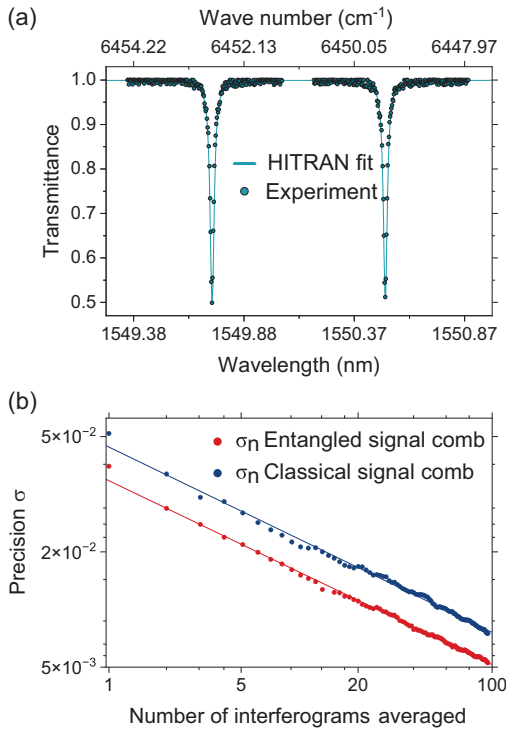 (a)
Wave number (cm⁻¹)
6454.22 6452.13 6450.05 6447.97
1.0
0.9
0.8
0.7
0.6
0.5
Transmittance
HITRAN fit
Experiment
1549.38 1549.88 1550.37 1550.87
Wavelength (nm)
(b)
5×10⁻²
2×10⁻²
5×10⁻³
Precision σ
σn Entangled signal comb
σn Classical signal comb
1 5 20 100
Number of interferograms averaged